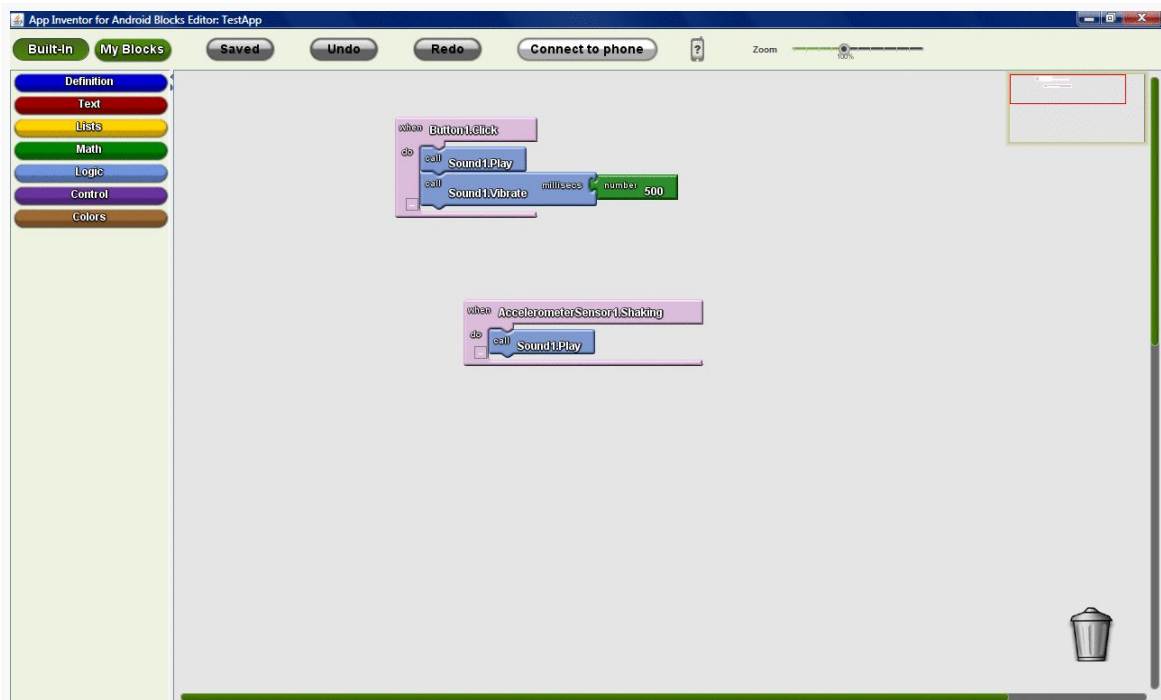 App Inventor for Android Blocks Editor: TestApp
Built-In My Blocks Saved Undo Redo Connect to phone ? Zoom 100%
Definition
Text
Lists
Math
Logic
Control
Colors
when Button1.Click
do call Sound1.Play
call Sound1.Vibrate millisecs number 500
when AccelerometerSensor1.Shaking
do call Sound1.Play